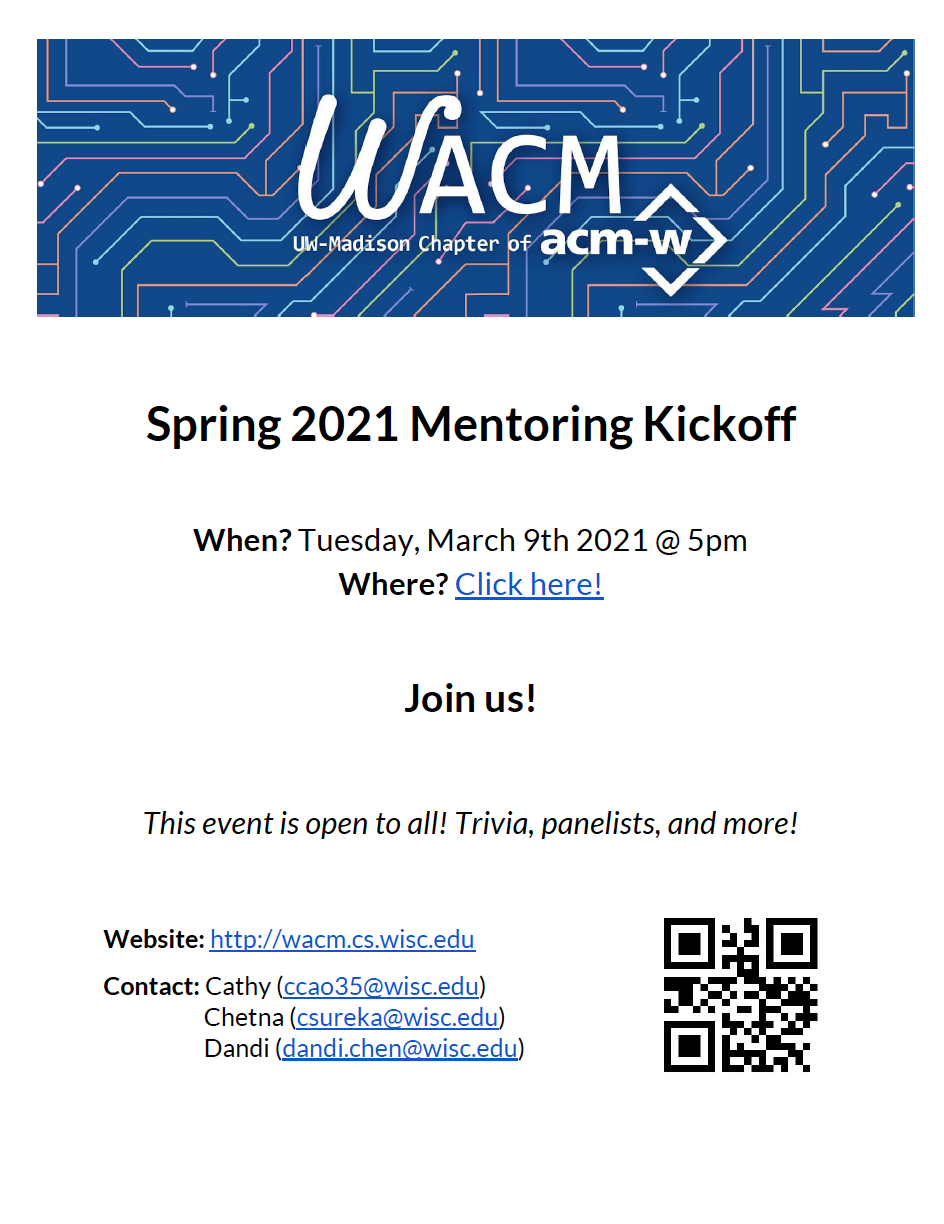 WACM
UW-Madison Chapter of acm-w
Spring 2021 Mentoring Kickoff
When? Tuesday, March 9th 2021 @ 5pm
Where? Click here!
Join us!
This event is open to all! Trivia, panelists, and more!
Website: http://wacm.cs.wisc.edu
Contact: Cathy (ccao35@wisc.edu)
Chetna (csureka@wisc.edu)
Dandi (dandi.chen@wisc.edu)